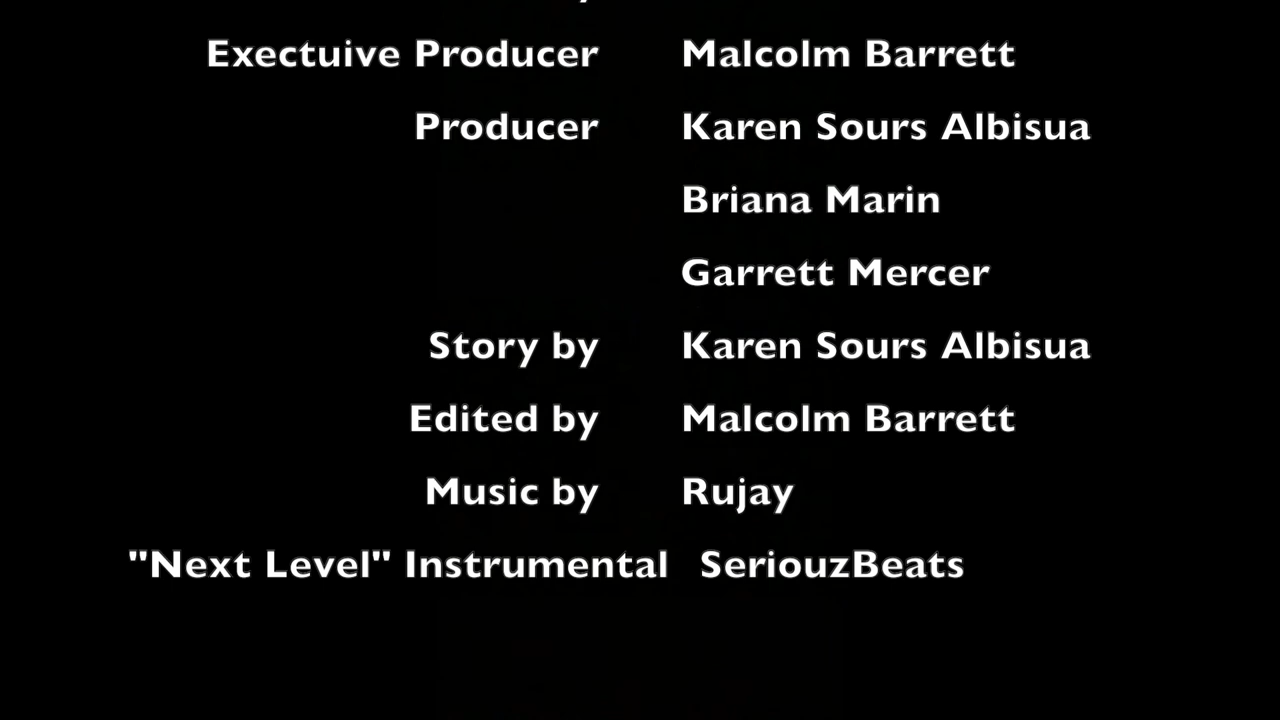 Exectuive Producer Malcolm Barrett
Producer Karen Sours Albisua
Briana Marin
Garrett Mercer
Story by Karen Sours Albisua
Edited by Malcolm Barrett
Music by Rujay
"Next Level" Instrumental SeriouzBeats